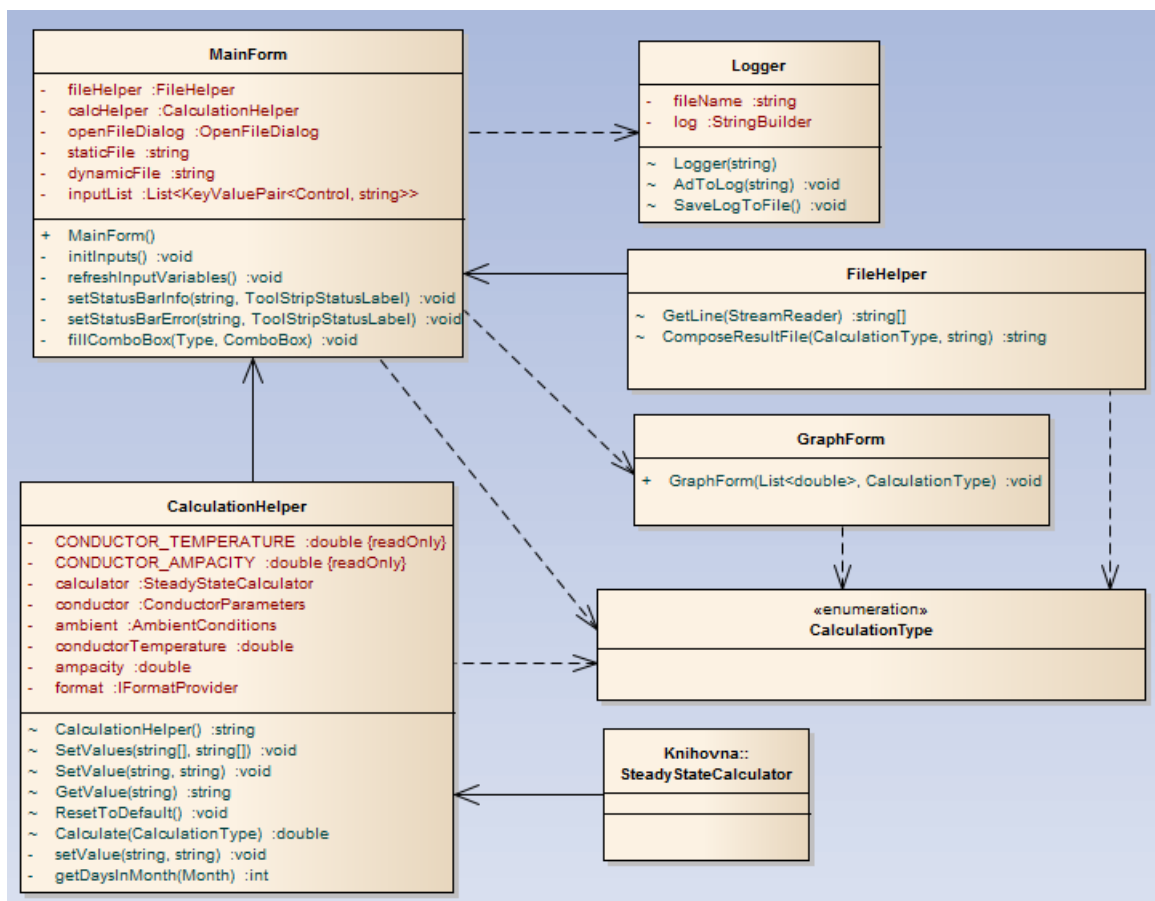 MainForm
- fileHelper :FileHelper
- calcHelper :CalculationHelper
- openFileDialog :OpenFileDialog
- staticFile :string
- dynamicFile :string
- inputList :List<KeyValuePair<Control, string>>
+ MainForm()
- initInputs() :void
- refreshInputVariables() :void
- setStatusBarInfo(string, ToolStripStatusLabel) :void
- setStatusBarError(string, ToolStripStatusLabel) :void
- fillComboBox(Type, ComboBox) :void
Logger
- fileName :string
- log :StringBuilder
~ Logger(string)
~ AdToLog(string) :void
~ SaveLogToFile() :void
FileHelper
~ GetLine(StreamReader) :string[]
~ ComposeResultFile(CalculationType, string) :string
GraphForm
+ GraphForm(List<double>, CalculationType) :void
CalculationHelper
- CONDUCTOR_TEMPERATURE :double {readOnly}
- CONDUCTOR_AMPACITY :double {readOnly}
- calculator :SteadyStateCalculator
- conductor :ConductorParameters
- ambient :AmbientConditions
- conductorTemperature :double
- ampacity :double
- format :IFormatProvider
~ CalculationHelper() :string
~ SetValues(string[], string[]) :void
~ SetValue(string, string) :void
~ GetValue(string) :string
~ ResetToDefault() :void
~ Calculate(CalculationType) :double
- setValue(string, string) :void
- getDaysInMonth(Month) :int
«enumeration»
CalculationType
Knihovna::
SteadyStateCalculator